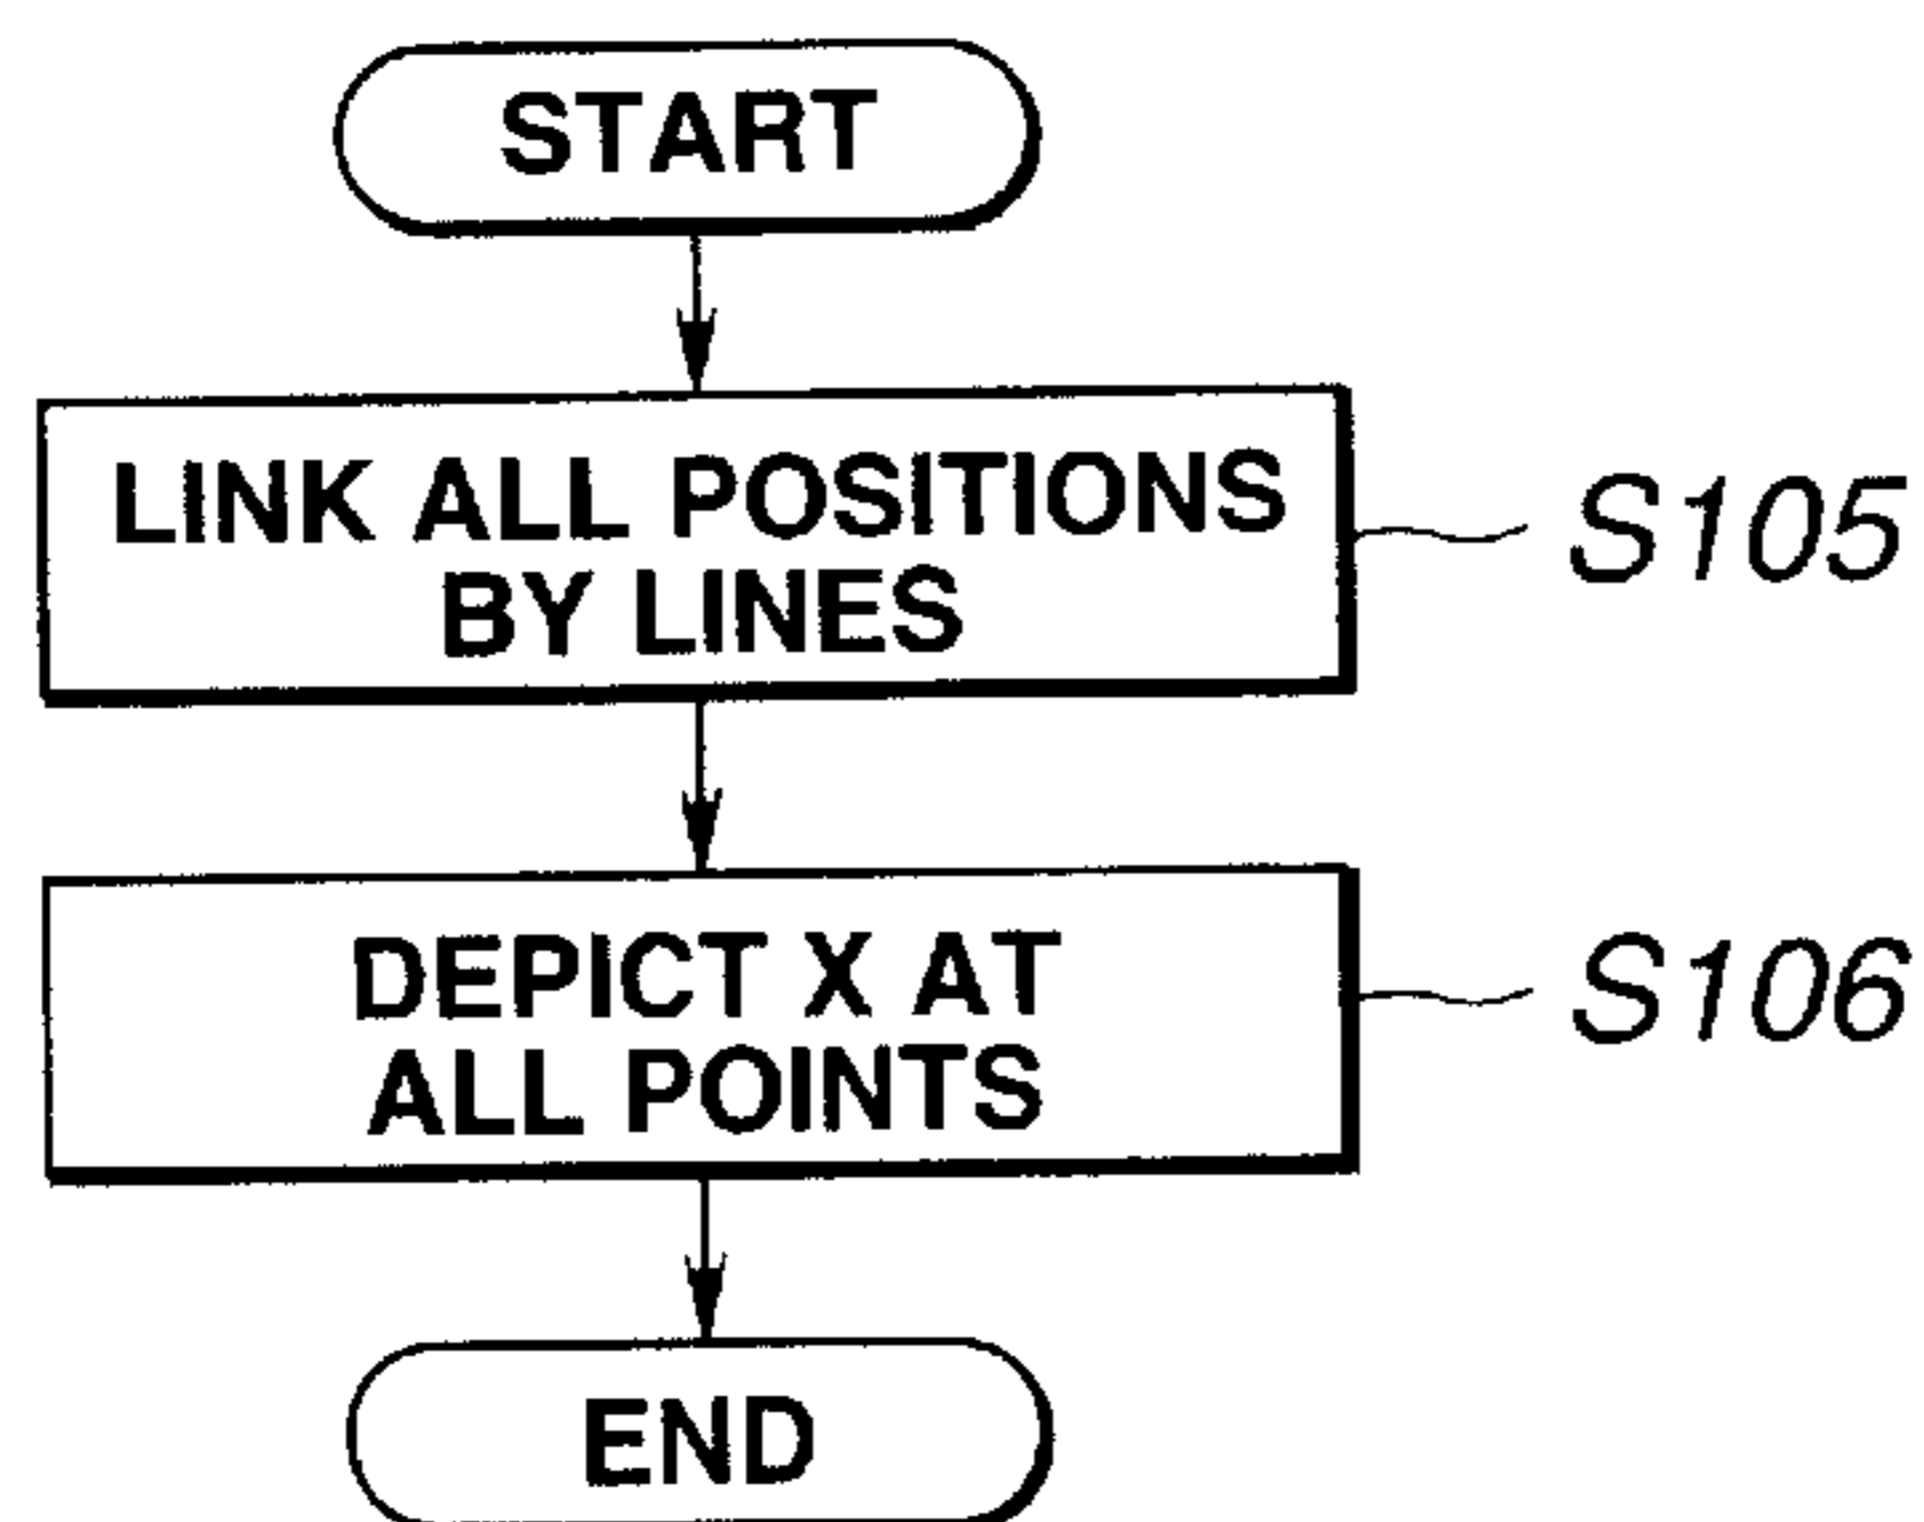 START
LINK ALL POSITIONS
BY LINES
S105
DEPICT X AT
ALL POINTS
S106
END